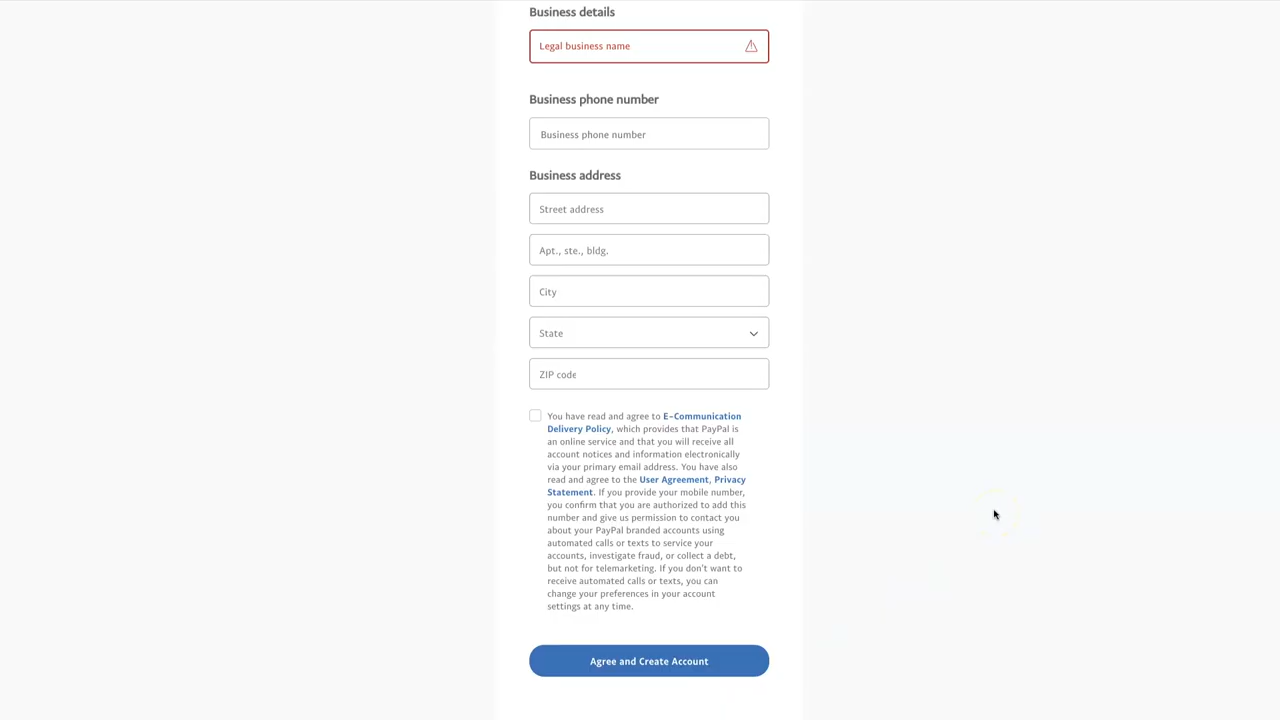 Business details
Legal business name
Business phone number
Business phone number
Business address
Street address
Apt., ste., bldg.
City
State
ZIP code
You have read and agree to E-Communication
Delivery Policy, which provides that PayPal is
an online service and that you will receive all
account notices and information electronically
via your primary email address. You have also
read and agree to the User Agreement, Privacy
Statement. If you provide your mobile number,
you confirm that you are authorized to add this
number and give us permission to contact you
about your PayPal branded accounts using
automated calls or texts to service your
accounts, investigate fraud, or collect a debt,
but not for telemarketing. If you don't want to
receive automated calls or texts, you can
change your preferences in your account
settings at any time.
Agree and Create Account